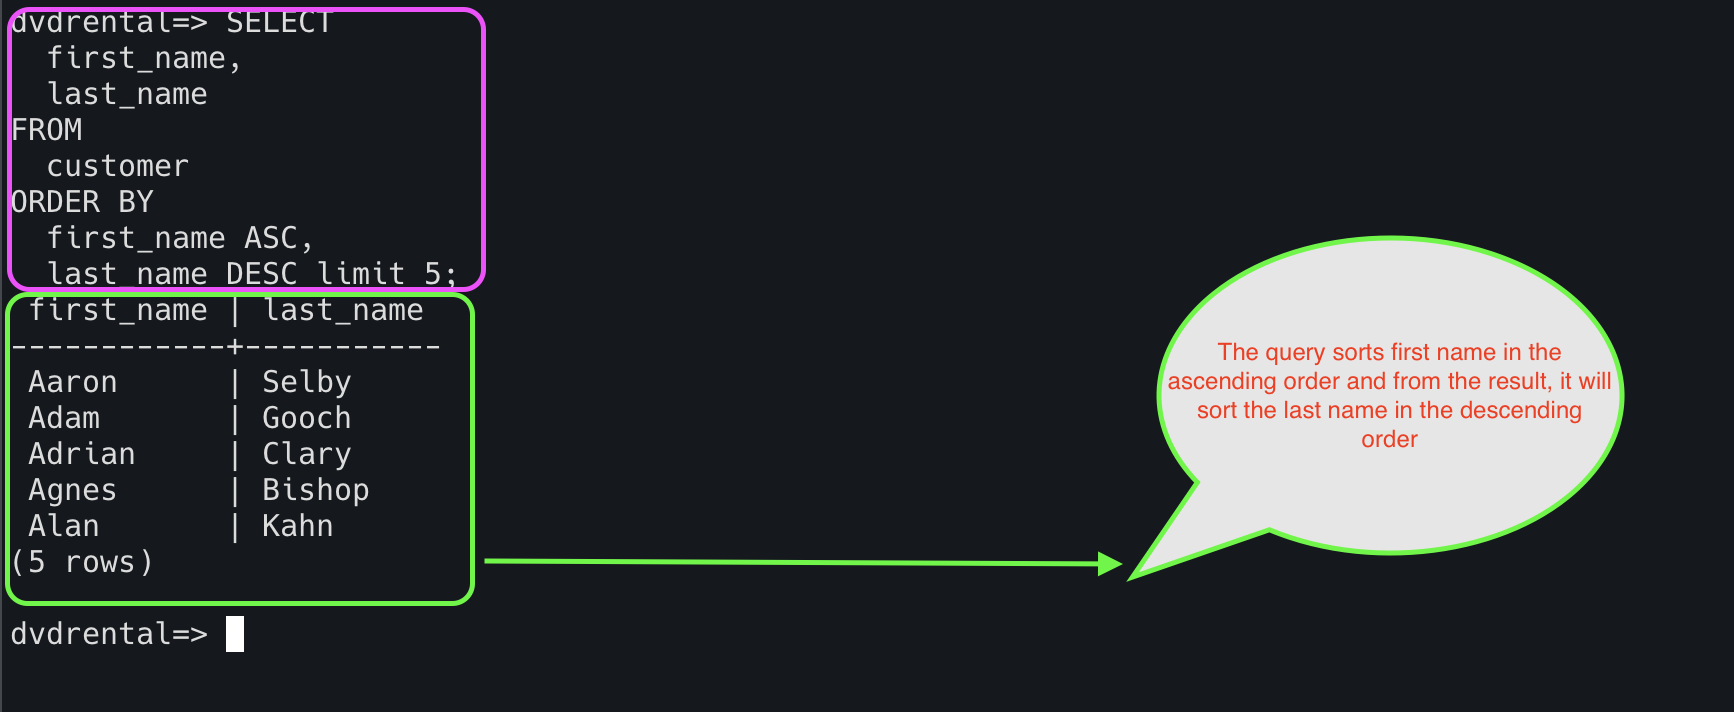 dvdrental=> SELECT
  first_name,
  last_name
FROM
  customer
ORDER BY
  first_name ASC,
  last_name DESC limit 5;
 first_name | last_name
------------+-----------
 Aaron      | Selby
 Adam       | Gooch
 Adrian     | Clary
 Agnes      | Bishop
 Alan       | Kahn
(5 rows)
dvdrental=>
The query sorts first name in the
ascending order and from the result, it will
sort the last name in the descending
order